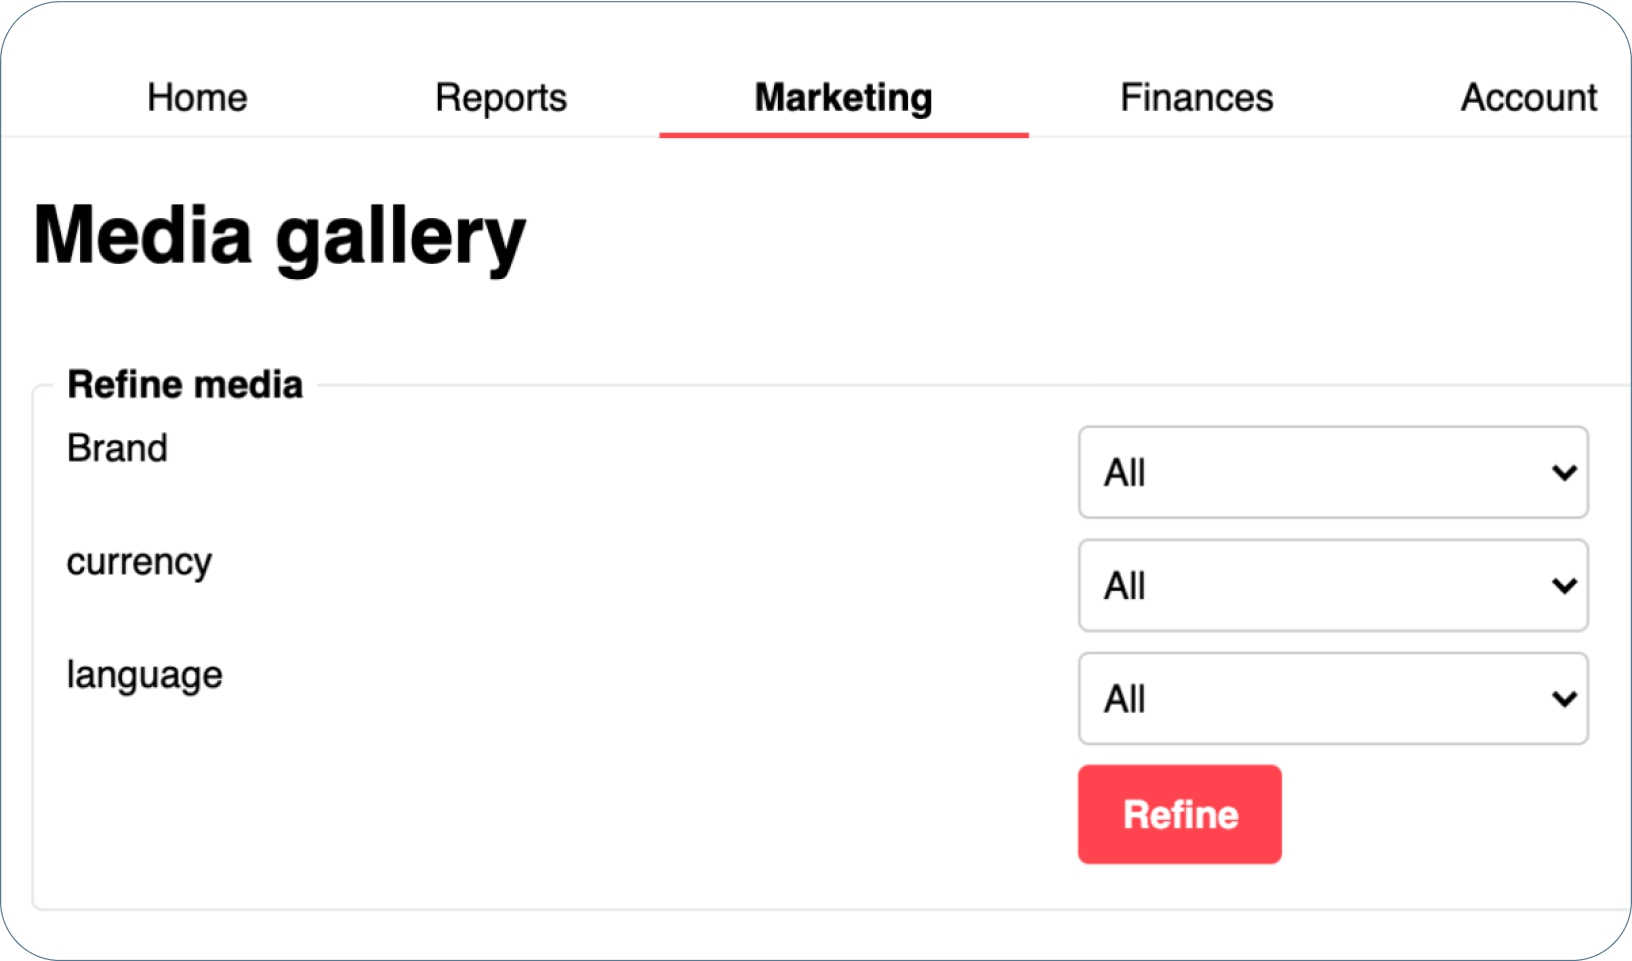 Home Reports Marketing Finances Account
Media gallery
Refine media
Brand All
currency All
language All
Refine